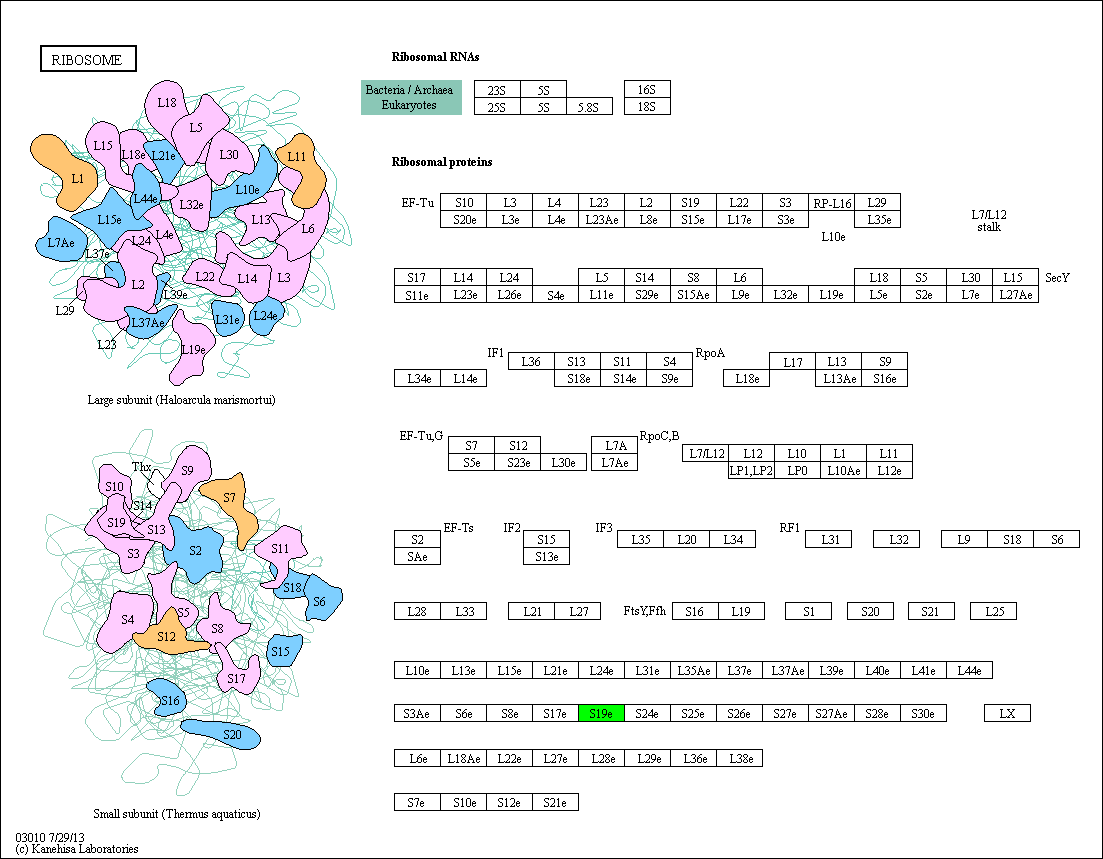 RIBOSOME
Ribosomal RNAs
Bacteria / Archaea 23S 5S 16S
Eukaryotes 25S 5S 5.8S 18S
Ribosomal proteins
EF-Tu S10 L3 L4 L23 L2 S19 L22 S3 RP-L16 L29
S20e L3e L4e L23Ae L8e S15e L17e S3e L35e
L10e
L7/L12
stalk
S17 L14 L24 L5 S14 S8 L6 L18 S5 L30 L15 SecY
S11e L23e L26e S4e L11e S29e S15Ae L9e L32e L19e L5e S2e L7e L27Ae
IF1 L36 S13 S11 S4 RpoA L17 L13 S9
L34e L14e S18e S14e S9e L18e L13Ae S16e
EF-Tu,G S7 S12 L7A RpoC,B L7/L12 L12 L10 L1 L11
S5e S23e L30e L7Ae LP1,LP2 LP0 L10Ae L12e
S2 EF-Ts IF2 S15 IF3 L35 L20 L34 RF1 L31 L32 L9 S18 S6
SAe S13e
L28 L33 L21 L27 FtsY,Ffh S16 L19 S1 S20 S21 L25
L10e L13e L15e L21e L24e L31e L35Ae L37e L37Ae L39e L40e L41e L44e
S3Ae S6e S8e S17e S19e S24e S25e S26e S27e S27Ae S28e S30e LX
L6e L18Ae L22e L27e L28e L29e L36e L38e
S7e S10e S12e S21e
L18
L5
L15
L18e
L21e
L30
L11
L1
L44e
L10e
L32e
L15e
L13
L6
L7Ae
L24
L4e
L37e
L22
L14
L3
L2
L39e
L29
L37Ae
L31e
L24e
L23
L19e
Large subunit (Haloarcula marismortui)
Thx
S9
S10
S7
S14
S19
S13
S3
S2
S11
S18
S6
S4
S5
S12
S8
S15
S17
S16
S20
Small subunit (Thermus aquaticus)
03010 7/29/13
(c) Kanehisa Laboratories